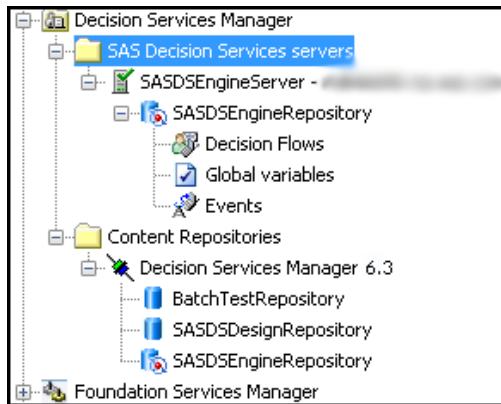 Decision Services Manager
SAS Decision Services servers
SASDSEngineServer -
SASDSEngineRepository
Decision Flows
Global variables
Events
Content Repositories
Decision Services Manager 6.3
BatchTestRepository
SASDSDesignRepository
SASDSEngineRepository
Foundation Services Manager